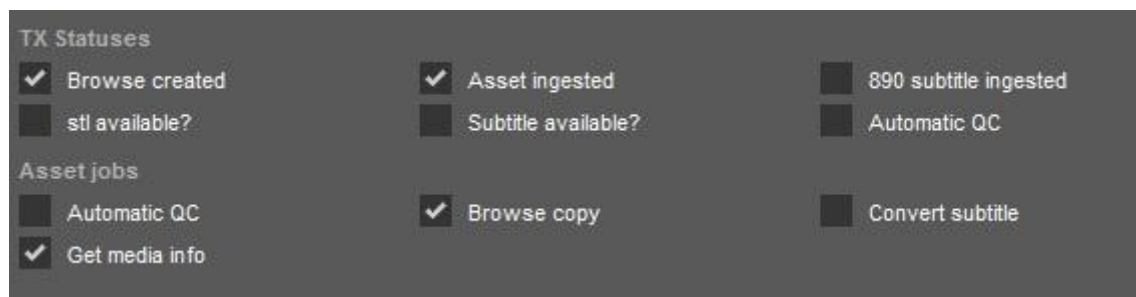 TX Statuses
Browse created Asset ingested 890 subtitle ingested
stl available? Subtitle available? Automatic QC
Asset jobs
Automatic QC Browse copy Convert subtitle
Get media info